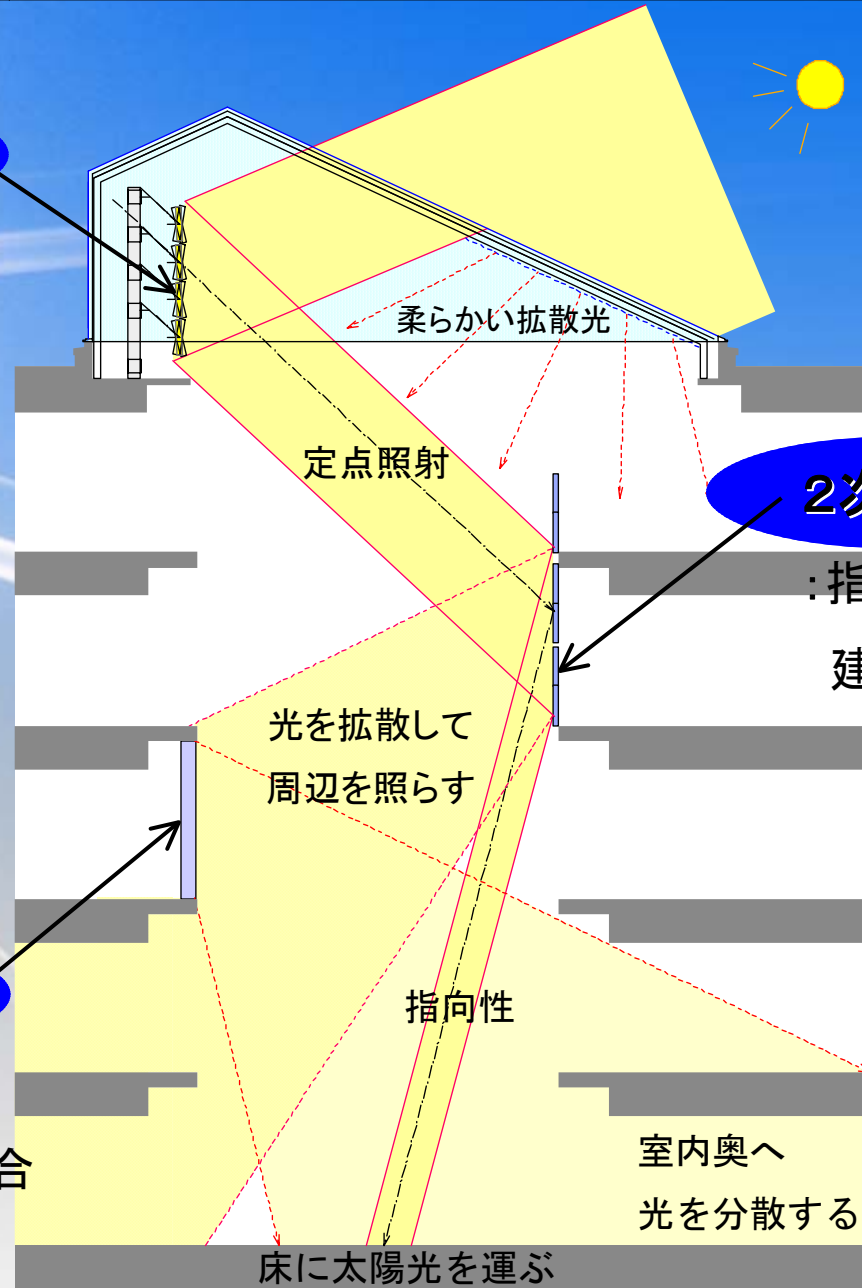 柔らかい拡散光
定点照射
2次
:指
建
光を拡散して
周辺を照らす
指向性
合
室内奥へ
光を分散する
床に太陽光を運ぶ